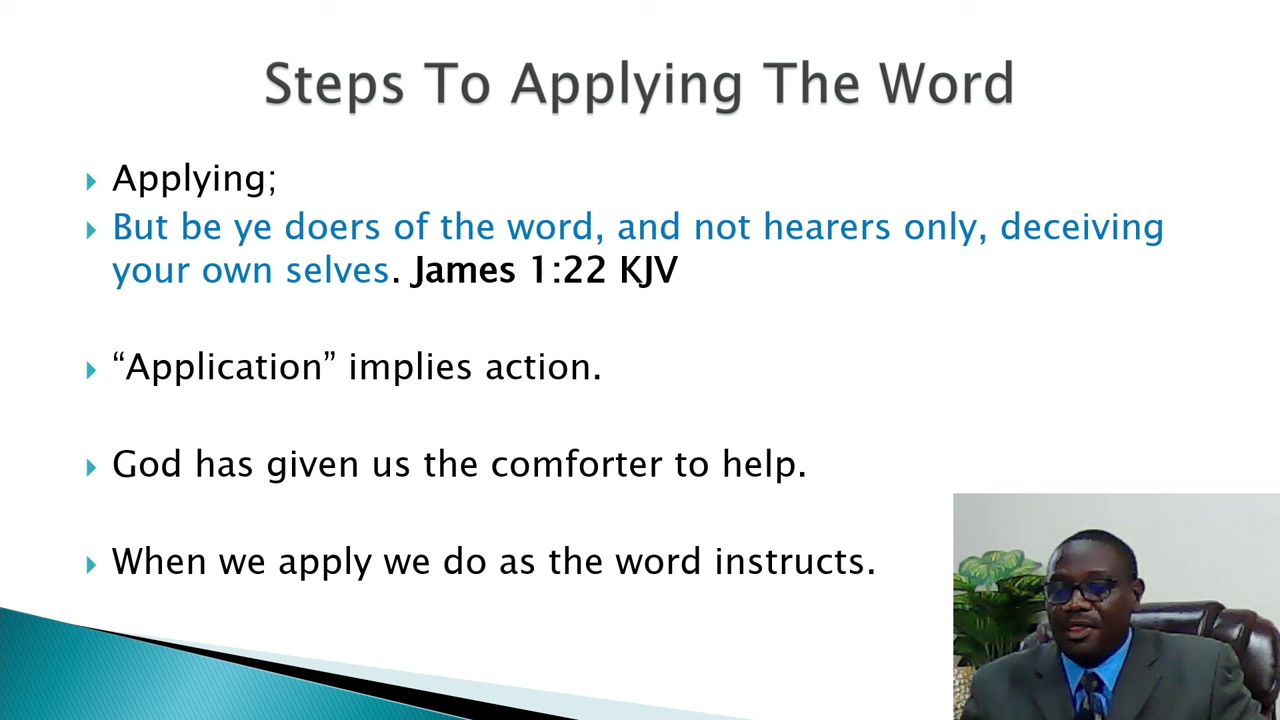 Steps To Applying The Word
Applying;
But be ye doers of the word, and not hearers only, deceiving
your own selves. James 1:22 KJV
“Application” implies action.
God has given us the comforter to help.
When we apply we do as the word instructs.